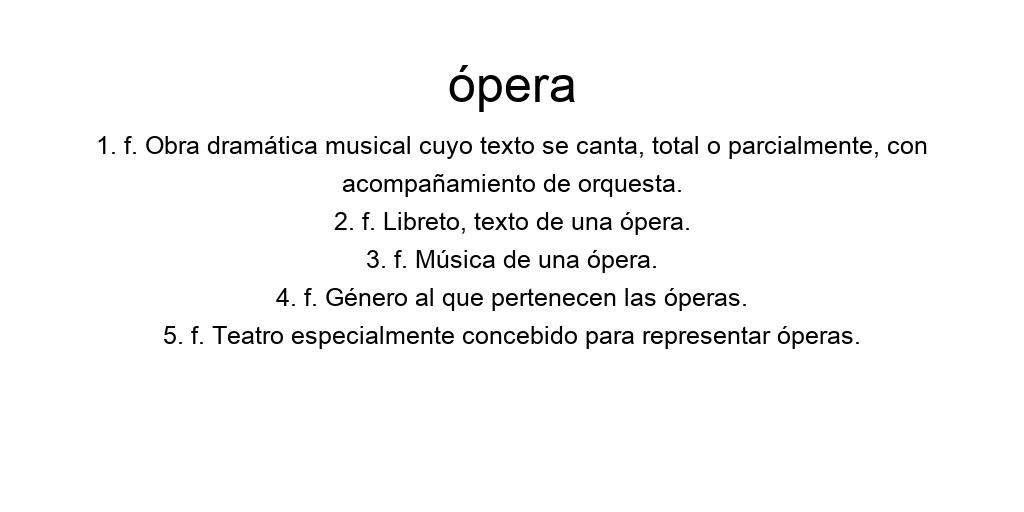 ópera
1. f. Obra dramática musical cuyo texto se canta, total o parcialmente, con
acompañamiento de orquesta.
2. f. Libreto, texto de una ópera.
3. f. Música de una ópera.
4. f. Género al que pertenecen las óperas.
5. f. Teatro especialmente concebido para representar óperas.